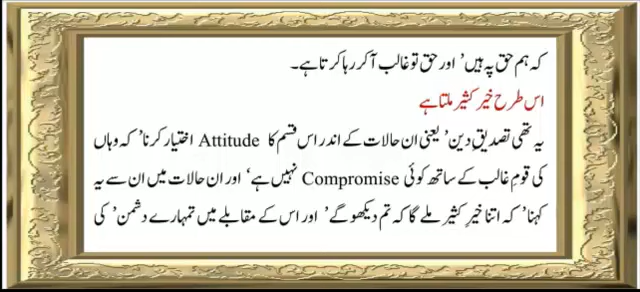 کہ ہم حق پہ ہیں' اور حق تو غالب آ کر رہا کرتا ہے۔
اس طرح خیر کثیر ملتا ہے
یہ تھی تصدیقِ دین' یعنی ان حالات کے اندر اس قسم کا Attitude اختیار کرنا' کہ وہاں
کی قومِ غالب کے ساتھ کوئی Compromise نہیں ہے' اور ان حالات میں ان سے یہ
کہنا' کہ اتنا خیرِ کثیر ملے گا کہ تم دیکھو گے' اور اس کے مقابلے میں تمہارے دشمن' کی